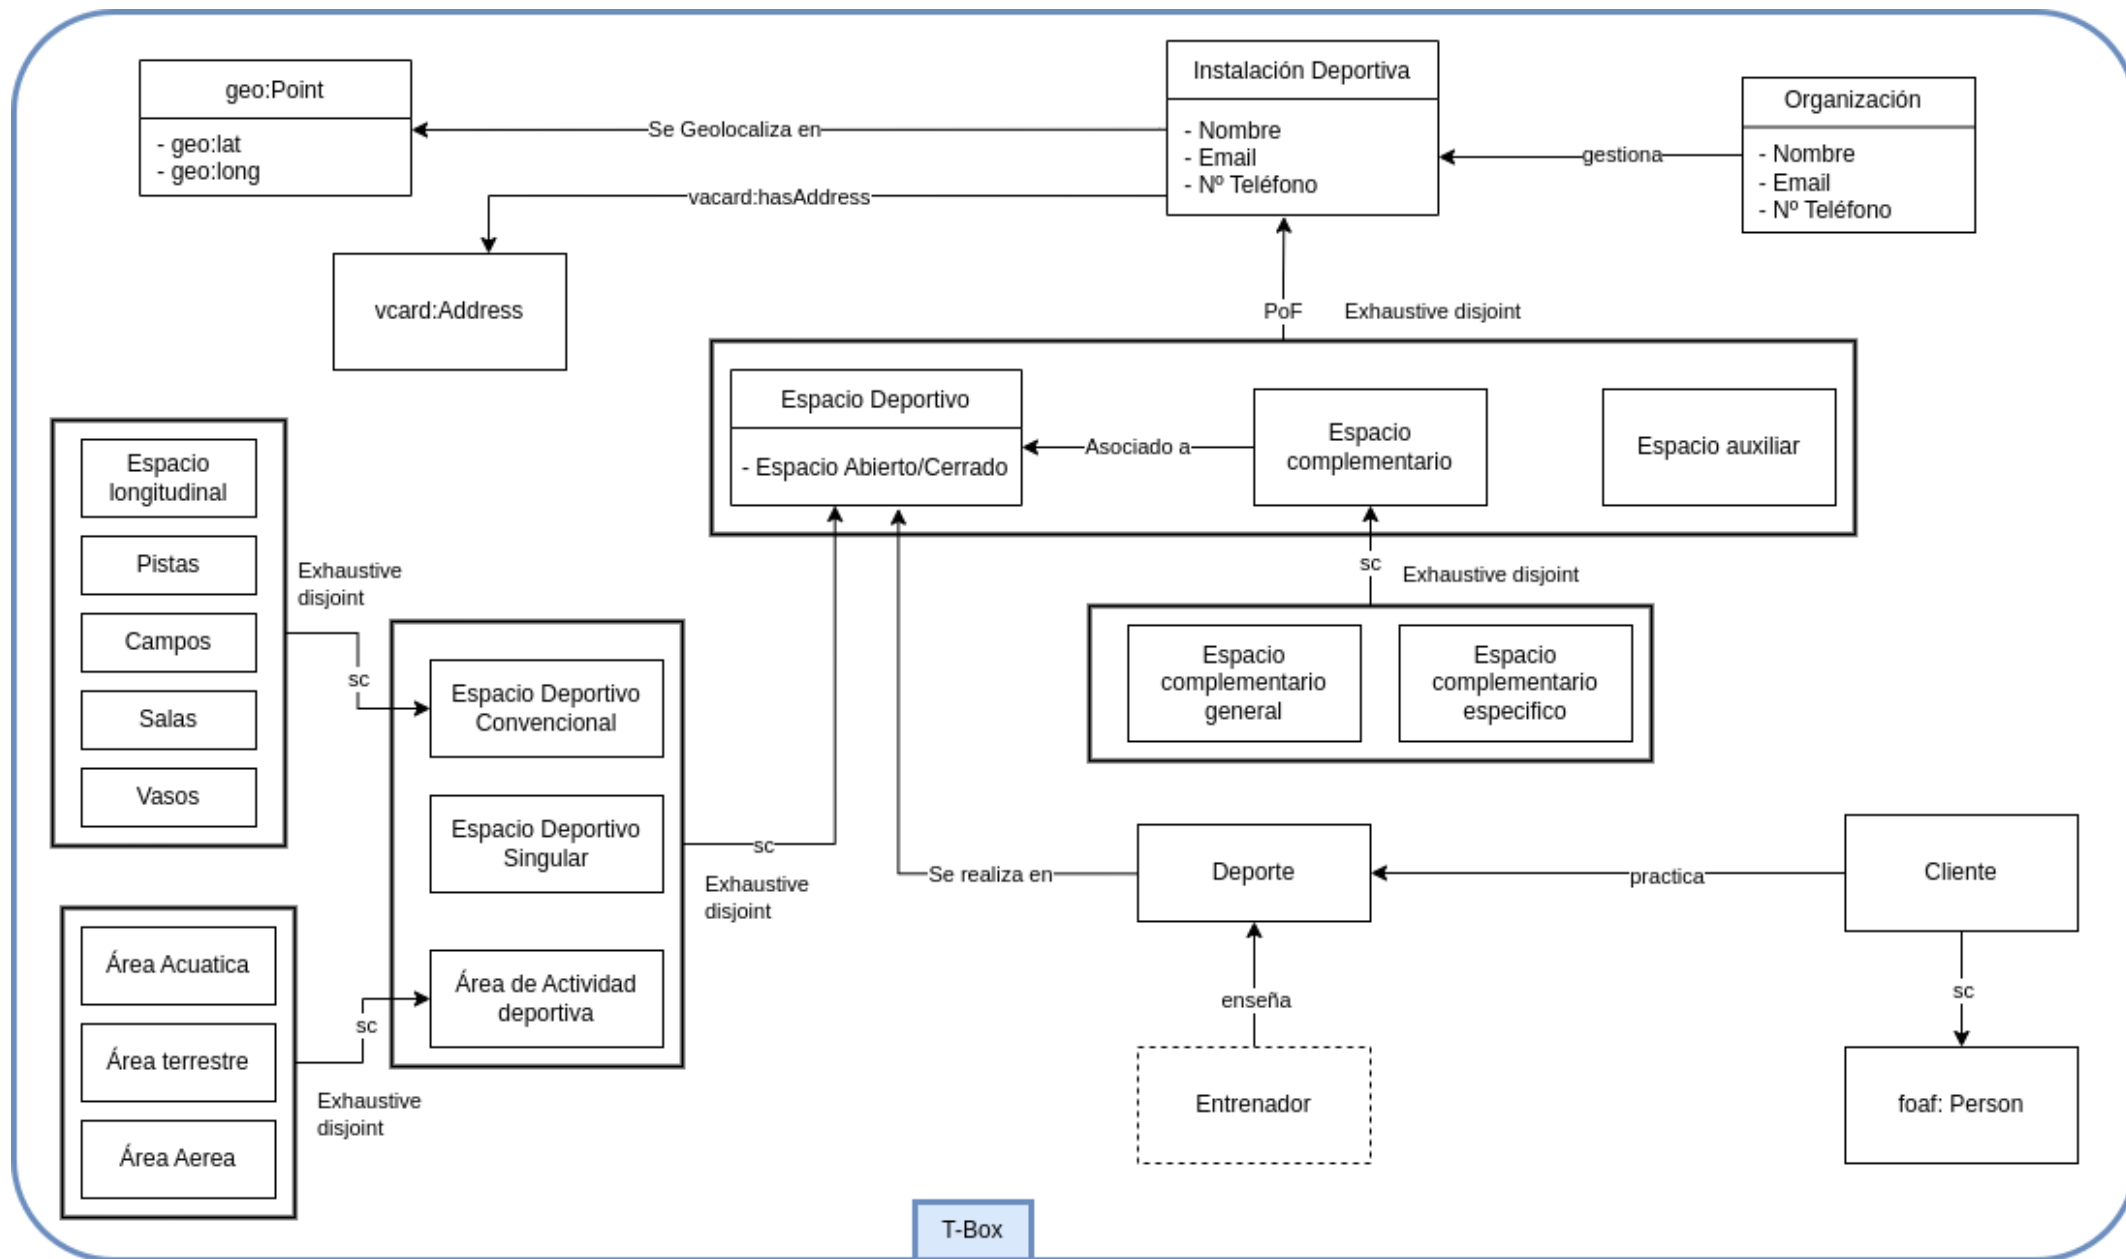 geo:Point
- geo:lat
- geo:long
Se Geolocaliza en
Instalación Deportiva
- Nombre
- Email
- Nº Teléfono
gestiona
Organización
- Nombre
- Email
- Nº Teléfono
vacard:hasAddress
vcard:Address
PoF
Exhaustive disjoint
Espacio Deportivo
- Espacio Abierto/Cerrado
Asociado a
Espacio
complementario
Espacio auxiliar
sc
Exhaustive disjoint
Espacio
complementario
general
Espacio
complementario
especifico
Espacio
longitudinal
Pistas
Campos
Salas
Vasos
Exhaustive
disjoint
sc
Espacio Deportivo
Convencional
Espacio Deportivo
Singular
Área de Actividad
deportiva
sc
Exhaustive
disjoint
Área Acuatica
Área terrestre
Área Aerea
sc
Exhaustive
disjoint
Se realiza en
Deporte
practica
Cliente
enseña
Entrenador
sc
foaf: Person
T-Box